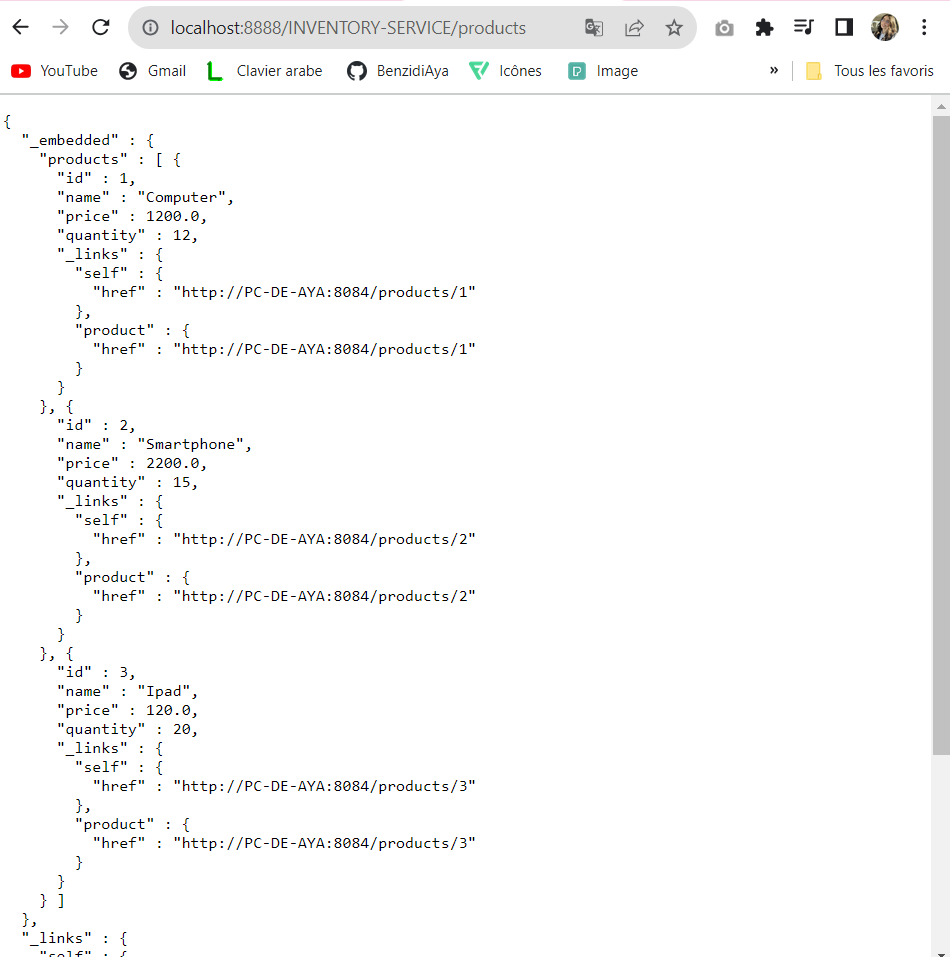 localhost:8888/INVENTORY-SERVICE/products
YouTube Gmail Clavier arabe BenzidiAya Icônes Image » Tous les favoris
{
  "_embedded" : {
    "products" : [ {
      "id" : 1,
      "name" : "Computer",
      "price" : 1200.0,
      "quantity" : 12,
      "_links" : {
        "self" : {
          "href" : "http://PC-DE-AYA:8084/products/1"
        },
        "product" : {
          "href" : "http://PC-DE-AYA:8084/products/1"
        }
      }
    }, {
      "id" : 2,
      "name" : "Smartphone",
      "price" : 2200.0,
      "quantity" : 15,
      "_links" : {
        "self" : {
          "href" : "http://PC-DE-AYA:8084/products/2"
        },
        "product" : {
          "href" : "http://PC-DE-AYA:8084/products/2"
        }
      }
    }, {
      "id" : 3,
      "name" : "Ipad",
      "price" : 120.0,
      "quantity" : 20,
      "_links" : {
        "self" : {
          "href" : "http://PC-DE-AYA:8084/products/3"
        },
        "product" : {
          "href" : "http://PC-DE-AYA:8084/products/3"
        }
      }
    } ]
  },
  "_links" : {
    "self" : {